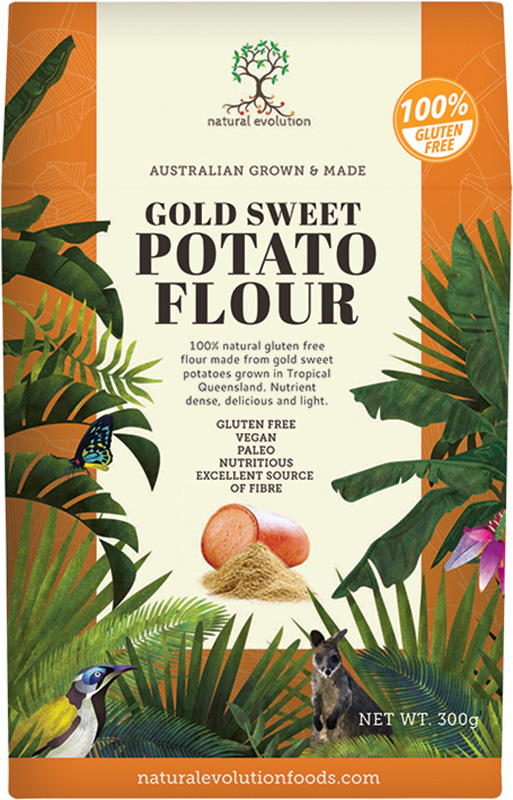 natural evolution
100%
GLUTEN
FREE
AUSTRALIAN GROWN & MADE
GOLD SWEET
POTATO
FLOUR
100% natural gluten free
flour made from gold sweet
potatoes grown in Tropical
Queensland. Nutrient
dense, delicious and light.
GLUTEN FREE
VEGAN
PALEO
NUTRITIOUS
EXCELLENT SOURCE
OF FIBRE
NET WT. 300g
naturalevolutionfoods.com